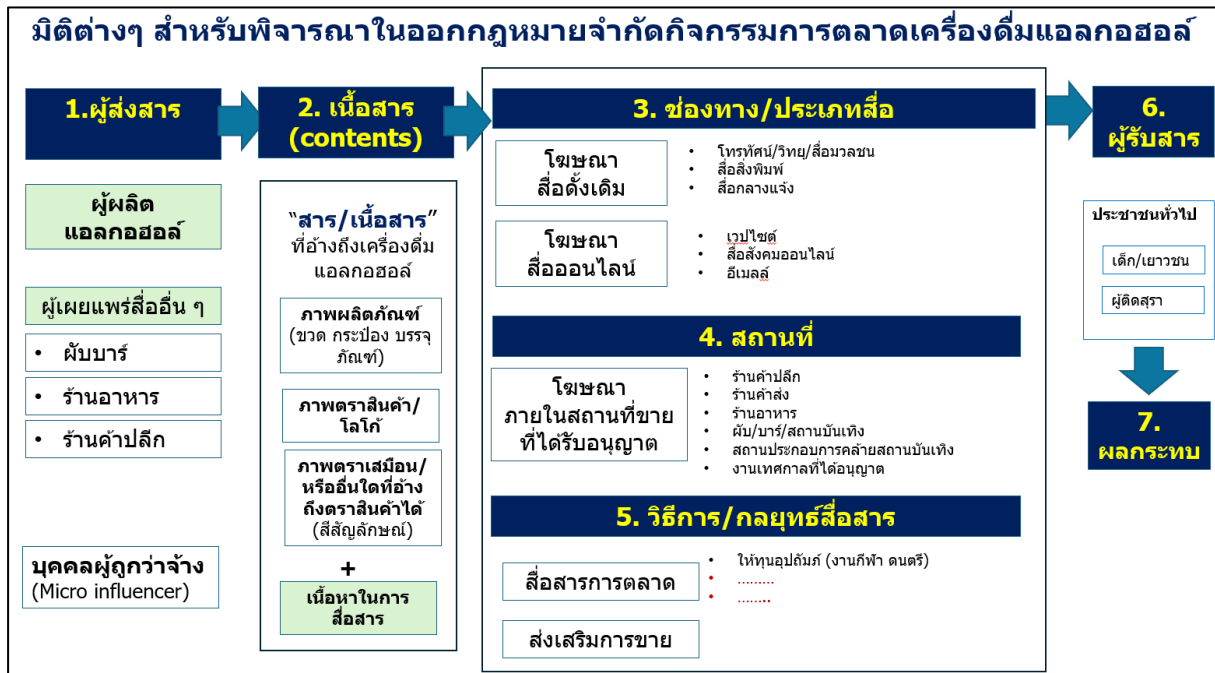 มิติต่างๆ สำหรับพิจารณาในออกกฎหมายจำกัดกิจกรรมการตลาดเครื่องดื่มแอลกอฮอล์
1.ผู้ส่งสาร
ผู้ผลิต
แอลกอฮอล์
ผู้เผยแพร่สื่ออื่น ๆ
• ผับบาร์
• ร้านอาหาร
• ร้านค้าปลีก
บุคคลผู้ถูกว่าจ้าง
(Micro influencer)
2. เนื้อสาร
(contents)
“สาร/เนื้อสาร”
ที่อ้างถึงเครื่องดื่ม
แอลกอฮอล์
ภาพผลิตภัณฑ์
(ขวด กระป๋อง บรรจุ
ภัณฑ์)
ภาพตราสินค้า/
โลโก้
ภาพตราเสมือน/
หรืออื่นใดที่อ้าง
ถึงตราสินค้าได้
(สีสัญลักษณ์)
+
เนื้อหาในการ
สื่อสาร
3. ช่องทาง/ประเภทสื่อ
โฆษณา
สื่อดั้งเดิม
• โทรทัศน์/วิทยุ/สื่อมวลชน
• สื่อสิ่งพิมพ์
• สื่อกลางแจ้ง
โฆษณา
สื่อออนไลน์
• เวปไซต์
• สื่อสังคมออนไลน์
• อีเมลล์
4. สถานที่
โฆษณา
ภายในสถานที่ขาย
ที่ได้รับอนุญาต
• ร้านค้าปลีก
• ร้านค้าส่ง
• ร้านอาหาร
• ผับ/บาร์/สถานบันเทิง
• สถานประกอบการคล้ายสถานบันเทิง
• งานเทศกาลที่ได้อนุญาต
5. วิธีการ/กลยุทธ์สื่อสาร
สื่อสารการตลาด
• ให้ทุนอุปถัมภ์ (งานกีฬา ดนตรี)
• ………
• ……..
ส่งเสริมการขาย
6.
ผู้รับสาร
ประชาชนทั่วไป
เด็ก/เยาวชน
ผู้ติดสุรา
7.
ผลกระทบ